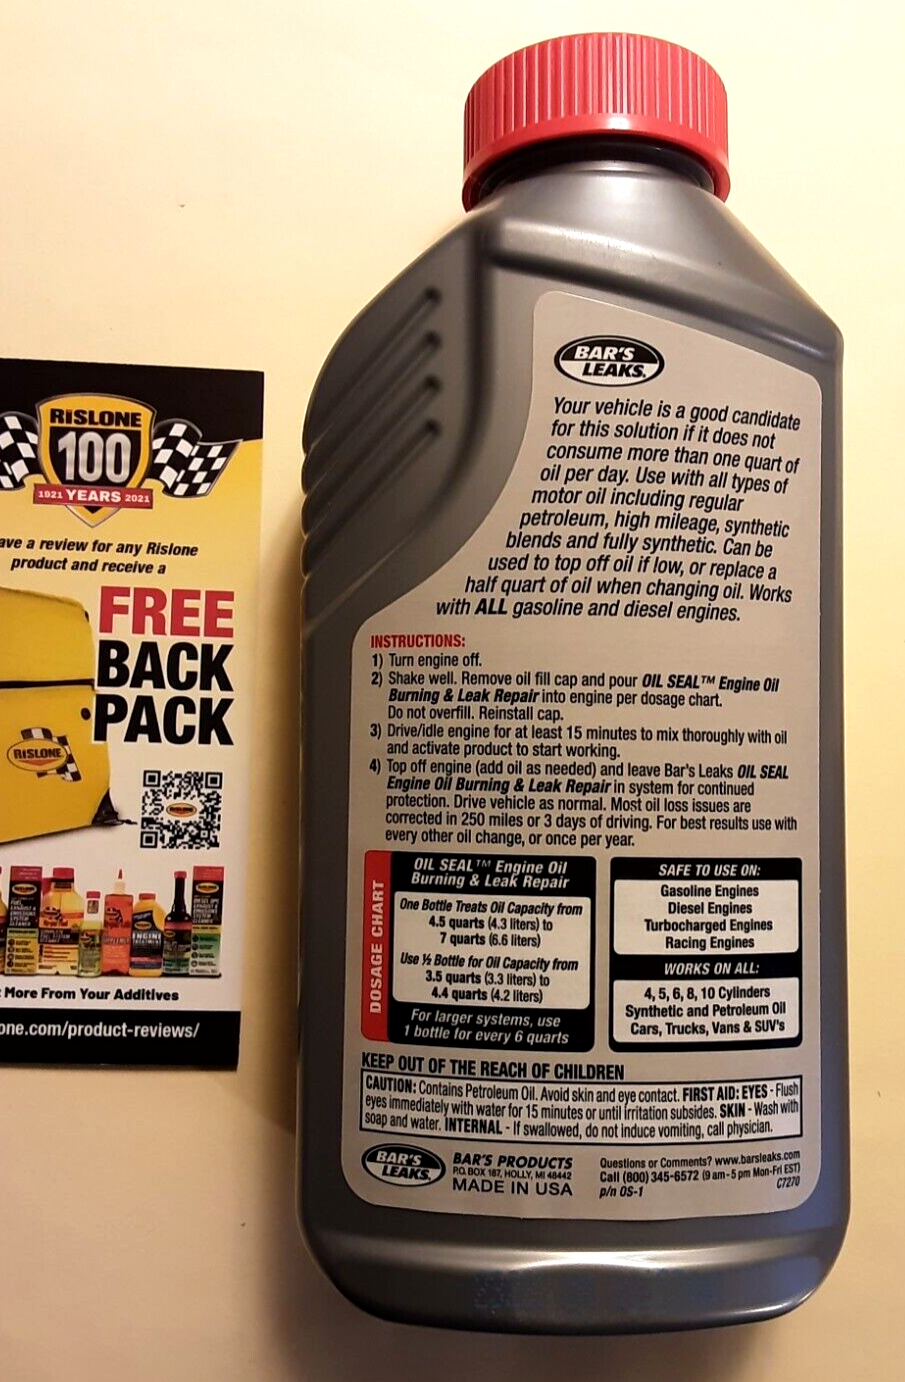 BAR'S
LEAKS.
Your vehicle is a good candidate
for this solution if it does not
consume more than one quart of
oil per day. Use with all types of
motor oil including regular
petroleum, high mileage, synthetic
blends and fully synthetic. Can be
used to top off oil if low, or replace a
half quart of oil when changing oil. Works
with ALL gasoline and diesel engines.
INSTRUCTIONS:
1) Turn engine off.
2) Shake well. Remove oil fill cap and pour OIL SEAL™ Engine Oil
Burning & Leak Repair into engine per dosage chart.
Do not overfill. Reinstall cap.
3) Drive/idle engine for at least 15 minutes to mix thoroughly with oil
and activate product to start working.
4) Top off engine (add oil as needed) and leave Bar's Leaks OIL SEAL
Engine Oil Burning & Leak Repair in system for continued
protection. Drive vehicle as normal. Most oil loss issues are
corrected in 250 miles or 3 days of driving. For best results use with
every other oil change, or once per year.
DOSAGE CHART
OIL SEAL™ Engine Oil
Burning & Leak Repair
One Bottle Treats Oil Capacity from
4.5 quarts (4.3 liters) to
7 quarts (6.6 liters)
Use ½ Bottle for Oil Capacity from
3.5 quarts (3.3 liters) to
4.4 quarts (4.2 liters)
For larger systems, use
1 bottle for every 6 quarts
SAFE TO USE ON:
Gasoline Engines
Diesel Engines
Turbocharged Engines
Racing Engines
WORKS ON ALL:
4, 5, 6, 8, 10 Cylinders
Synthetic and Petroleum Oil
Cars, Trucks, Vans & SUV's
KEEP OUT OF THE REACH OF CHILDREN
CAUTION: Contains Petroleum Oil. Avoid skin and eye contact. FIRST AID: EYES - Flush
eyes immediately with water for 15 minutes or until irritation subsides. SKIN - Wash with
soap and water. INTERNAL - If swallowed, do not induce vomiting, call physician.
BAR'S
LEAKS.
BAR'S PRODUCTS
P.O. BOX 187, HOLLY, MI 48442
MADE IN USA
Questions or Comments? www.barsleaks.com
Call (800) 345-6572 (9 am - 5 pm Mon-Fri EST)
p/n OS-1
C7270
RISLONE
100
1921 YEARS 2021
ave a review for any Rislone
product and receive a
FREE
BACK
PACK
RISLONE
More From Your Additives
one.com/product-reviews/